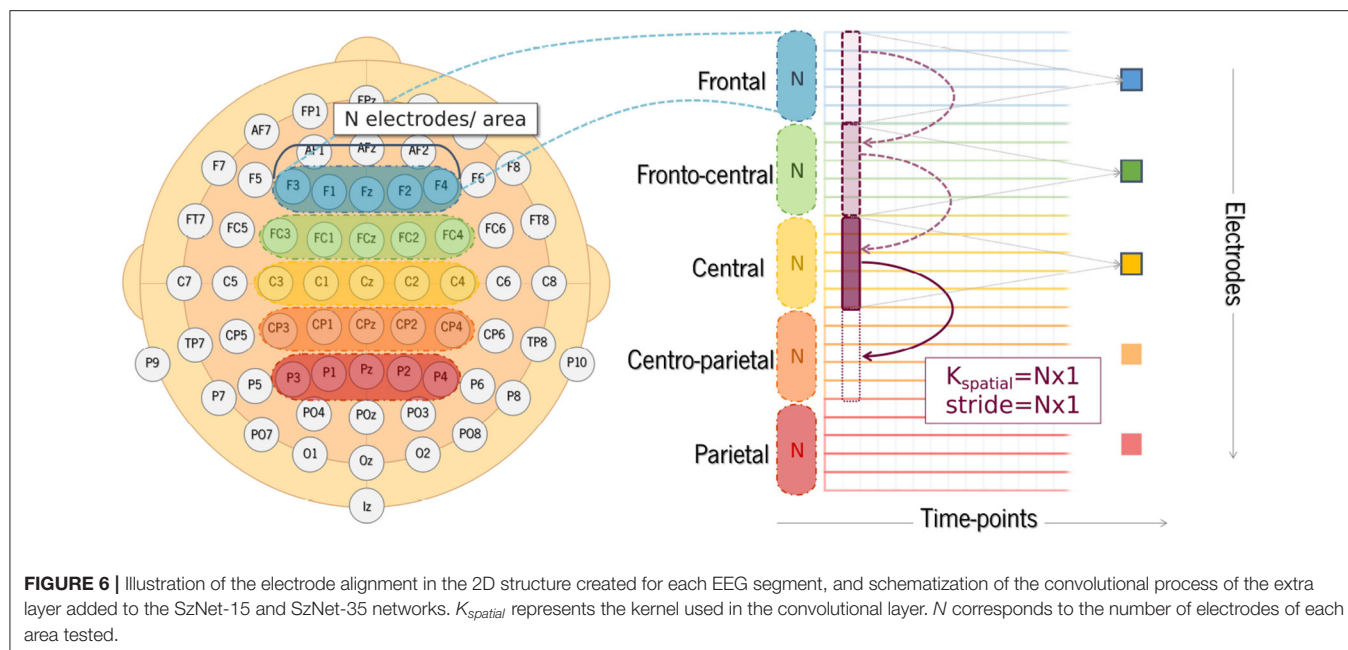 FPz
FP1
N electrodes/ area
AF7
AF1
AFz
AF2
F7
F5
F3
F1
Fz
F2
F4
F6
F8
FT7
FC5
FC3
FC1
FCz
FC2
FC4
FC6
FT8
C7
C5
C3
C1
Cz
C2
C4
C6
C8
P9
TP7
CP5
CP3
CP1
CPz
CP2
CP4
CP6
TP8
P10
P7
P5
P3
P1
Pz
P2
P4
P6
P8
PO7
PO4
POz
PO3
PO8
O1
Oz
O2
Iz
Frontal
N
Fronto-central
N
Central
N
Centro-parietal
N
Parietal
N
Kspatial=Nx1
stride=Nx1
Electrodes
Time-points
FIGURE 6 | Illustration of the electrode alignment in the 2D structure created for each EEG segment, and schematization of the convolutional process of the extra
layer added to the SzNet-15 and SzNet-35 networks. Kspatial represents the kernel used in the convolutional layer. N corresponds to the number of electrodes of each
area tested.